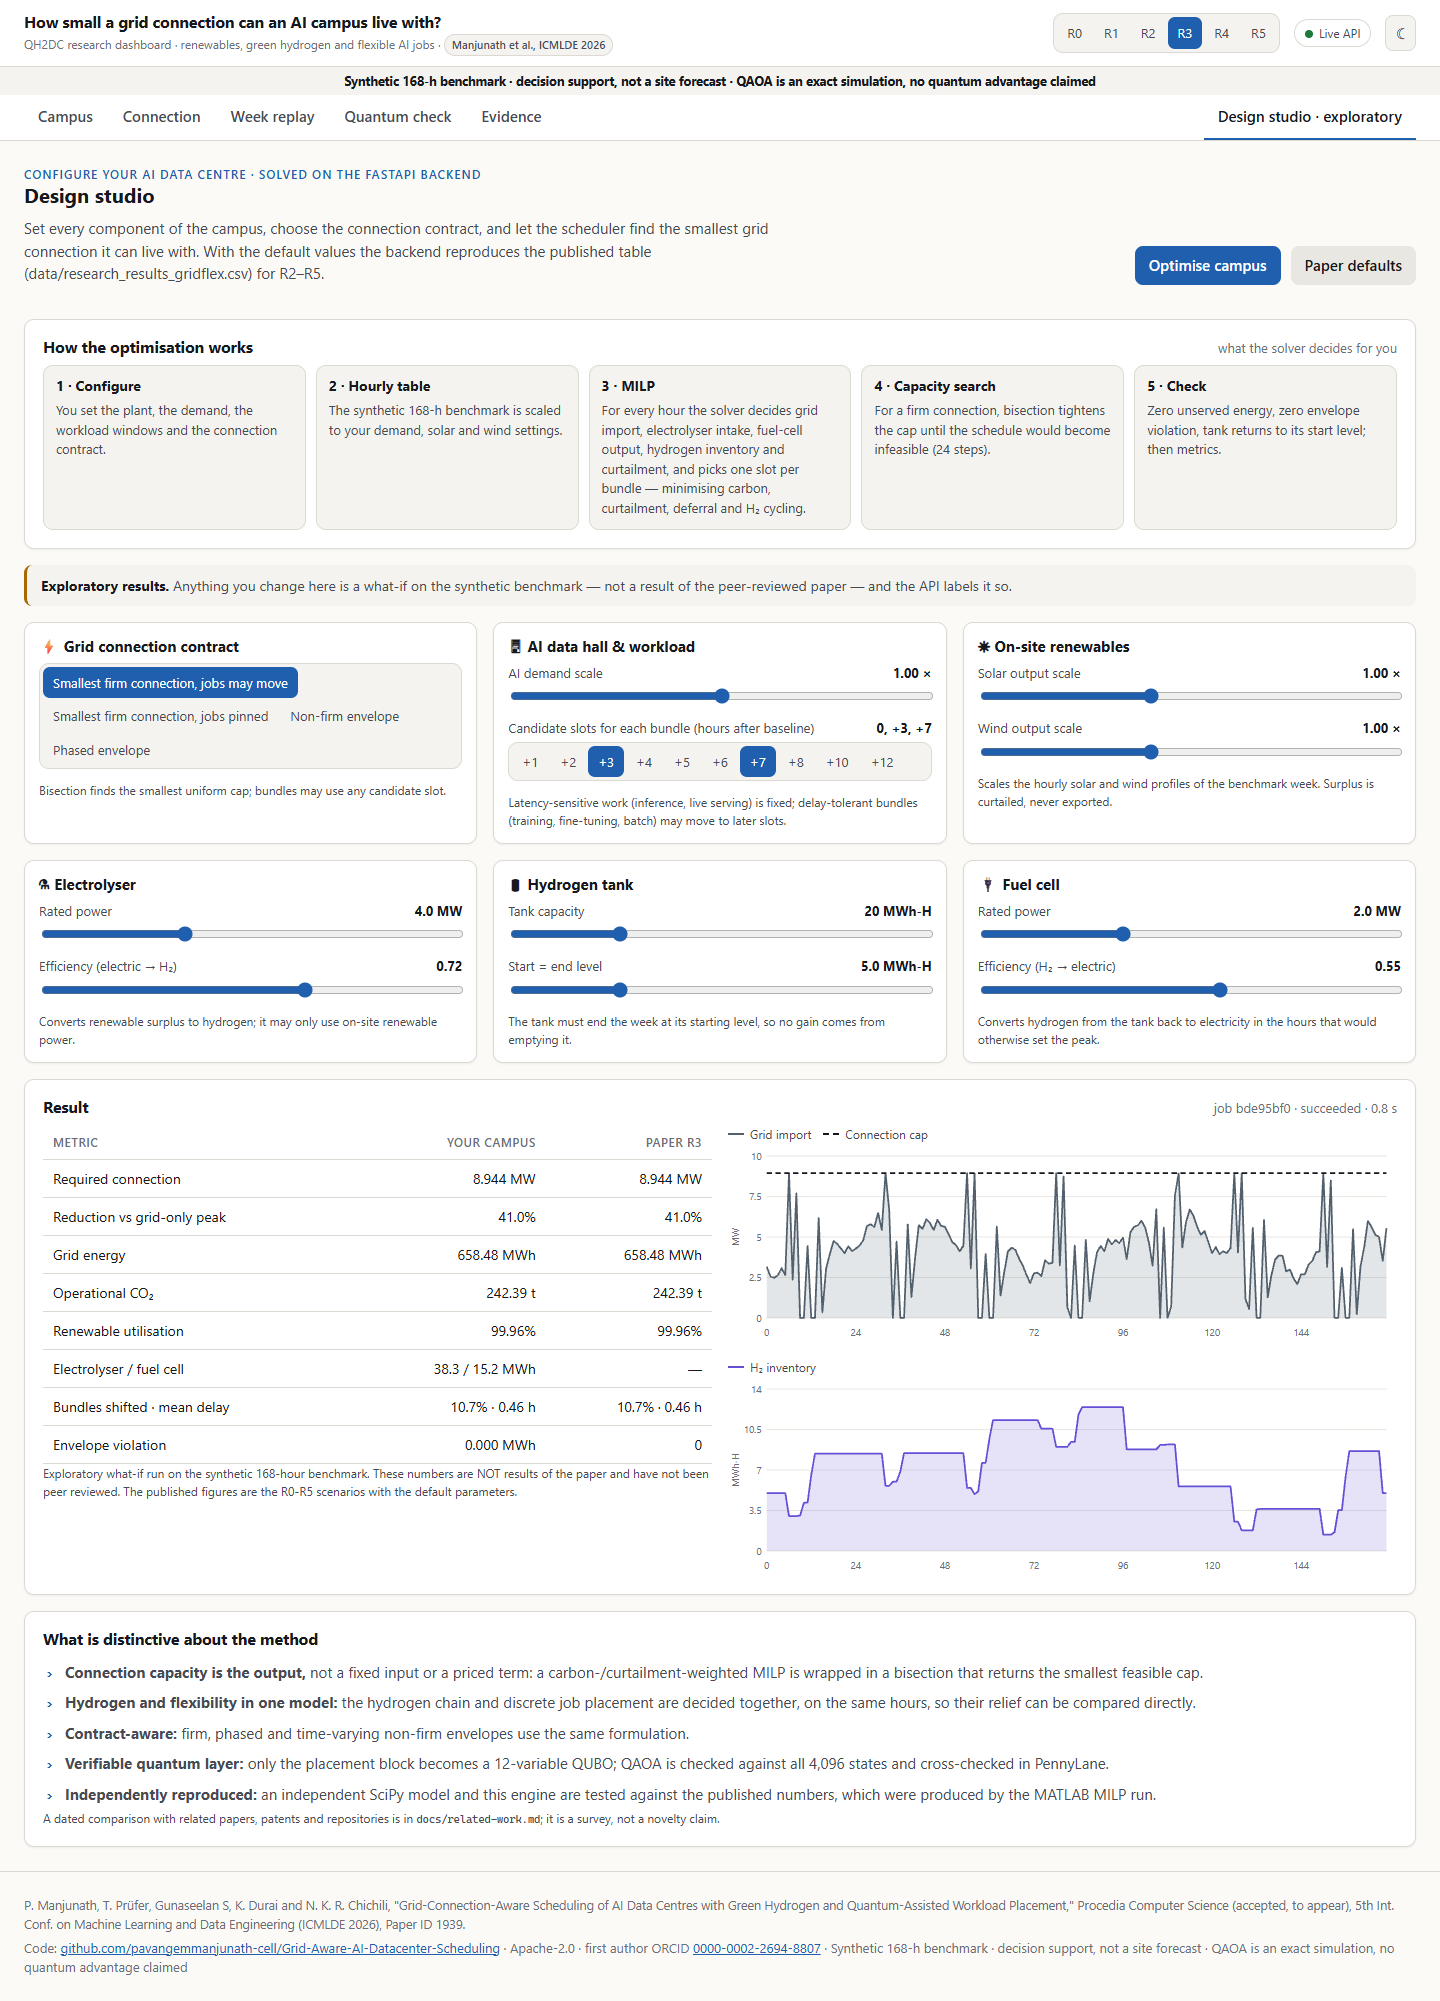 How small a grid connection can an AI campus live with?
QH2DC research dashboard · renewables, green hydrogen and flexible AI jobs · Manjunath et al., ICMLDE 2026
R0 R1 R2 R3 R4 R5
Live API
Synthetic 168-h benchmark · decision support, not a site forecast · QAOA is an exact simulation, no quantum advantage claimed
Campus Connection Week replay Quantum check Evidence Design studio · exploratory
CONFIGURE YOUR AI DATA CENTRE · SOLVED ON THE FASTAPI BACKEND
Design studio
Set every component of the campus, choose the connection contract, and let the scheduler find the smallest grid
connection it can live with. With the default values the backend reproduces the published table
(data/research_results_gridflex.csv) for R2–R5.
Optimise campus Paper defaults
How the optimisation works
what the solver decides for you
1 · Configure
You set the plant, the demand, the
workload windows and the connection
contract.
2 · Hourly table
The synthetic 168-h benchmark is scaled
to your demand, solar and wind settings.
3 · MILP
For every hour the solver decides grid
import, electrolyser intake, fuel-cell
output, hydrogen inventory and
curtailment, and picks one slot per
bundle — minimising carbon,
curtailment, deferral and H₂ cycling.
4 · Capacity search
For a firm connection, bisection tightens
the cap until the schedule would become
infeasible (24 steps).
5 · Check
Zero unserved energy, zero envelope
violation, tank returns to its start level;
then metrics.
Exploratory results. Anything you change here is a what-if on the synthetic benchmark — not a result of the peer-reviewed paper — and the API labels it so.
Grid connection contract
Smallest firm connection, jobs may move
Smallest firm connection, jobs pinned Non-firm envelope
Phased envelope
Bisection finds the smallest uniform cap; bundles may use any candidate slot.
AI data hall & workload
AI demand scale 1.00 ×
Candidate slots for each bundle (hours after baseline) 0, +3, +7
+1 +2 +3 +4 +5 +6 +7 +8 +10 +12
Latency-sensitive work (inference, live serving) is fixed; delay-tolerant bundles
(training, fine-tuning, batch) may move to later slots.
On-site renewables
Solar output scale 1.00 ×
Wind output scale 1.00 ×
Scales the hourly solar and wind profiles of the benchmark week. Surplus is
curtailed, never exported.
Electrolyser
Rated power 4.0 MW
Efficiency (electric → H₂) 0.72
Converts renewable surplus to hydrogen; it may only use on-site renewable
power.
Hydrogen tank
Tank capacity 20 MWh-H
Start = end level 5.0 MWh-H
The tank must end the week at its starting level, so no gain comes from
emptying it.
Fuel cell
Rated power 2.0 MW
Efficiency (H₂ → electric) 0.55
Converts hydrogen from the tank back to electricity in the hours that would
otherwise set the peak.
Result
job bde95bf0 · succeeded · 0.8 s
METRIC YOUR CAMPUS PAPER R3
Required connection 8.944 MW 8.944 MW
Reduction vs grid-only peak 41.0% 41.0%
Grid energy 658.48 MWh 658.48 MWh
Operational CO₂ 242.39 t 242.39 t
Renewable utilisation 99.96% 99.96%
Electrolyser / fuel cell 38.3 / 15.2 MWh —
Bundles shifted · mean delay 10.7% · 0.46 h 10.7% · 0.46 h
Envelope violation 0.000 MWh 0
Exploratory what-if run on the synthetic 168-hour benchmark. These numbers are NOT results of the paper and have not been
peer reviewed. The published figures are the R0-R5 scenarios with the default parameters.
Grid import Connection cap
10
7.5
5
2.5
0
MW
0 24 48 72 96 120 144
H₂ inventory
14
10.5
7
3.5
0
MWh-H
0 24 48 72 96 120 144
What is distinctive about the method
› Connection capacity is the output, not a fixed input or a priced term: a carbon-/curtailment-weighted MILP is wrapped in a bisection that returns the smallest feasible cap.
› Hydrogen and flexibility in one model: the hydrogen chain and discrete job placement are decided together, on the same hours, so their relief can be compared directly.
› Contract-aware: firm, phased and time-varying non-firm envelopes use the same formulation.
› Verifiable quantum layer: only the placement block becomes a 12-variable QUBO; QAOA is checked against all 4,096 states and cross-checked in PennyLane.
› Independently reproduced: an independent SciPy model and this engine are tested against the published numbers, which were produced by the MATLAB MILP run.
A dated comparison with related papers, patents and repositories is in docs/related-work.md; it is a survey, not a novelty claim.
P. Manjunath, T. Prüfer, Gunaseelan S, K. Durai and N. K. R. Chichili, "Grid-Connection-Aware Scheduling of AI Data Centres with Green Hydrogen and Quantum-Assisted Workload Placement," Procedia Computer Science (accepted, to appear), 5th Int.
Conf. on Machine Learning and Data Engineering (ICMLDE 2026), Paper ID 1939.
Code: github.com/pavangemmanjunath-cell/Grid-Aware-AI-Datacenter-Scheduling · Apache-2.0 · first author ORCID 0000-0002-2694-8807 · Synthetic 168-h benchmark · decision support, not a site forecast · QAOA is an exact simulation, no
quantum advantage claimed